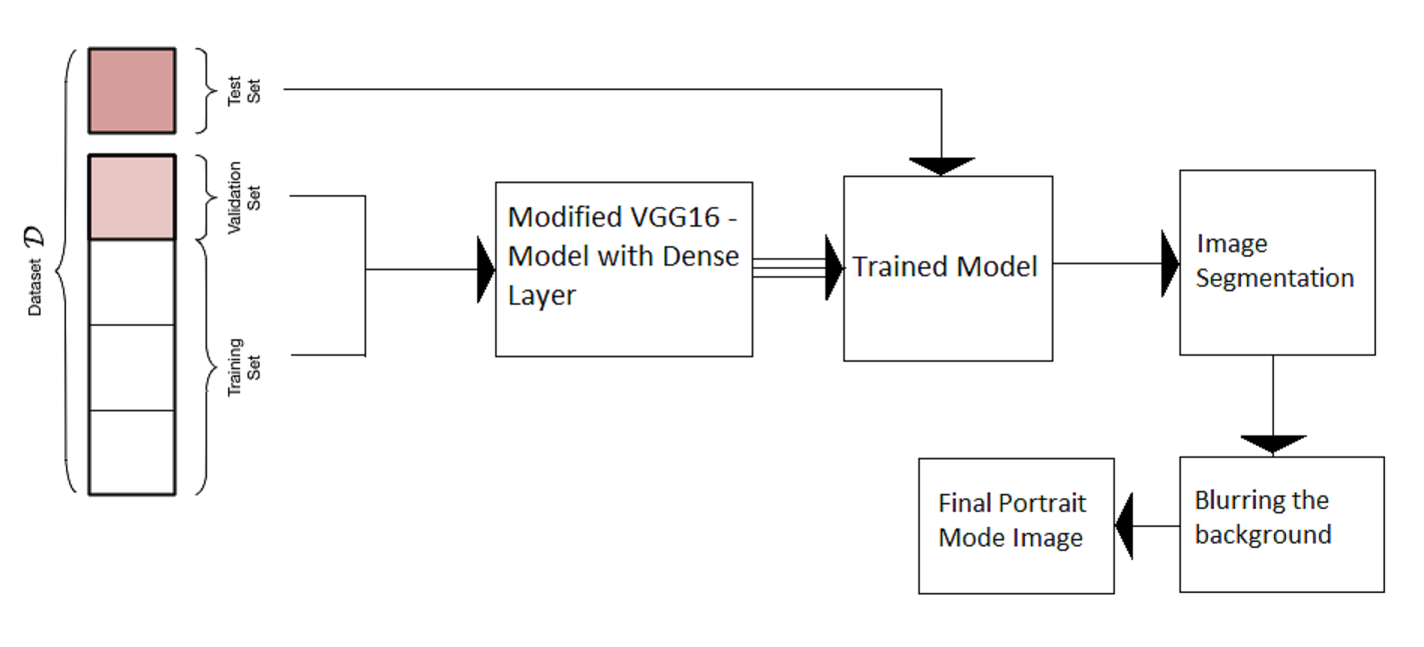 Dataset 𝒟
Test
Set
Validation
Set
Training
Set
Modified VGG16 -
Model with Dense
Layer
Trained Model
Image
Segmentation
Blurring the
background
Final Portrait
Mode Image